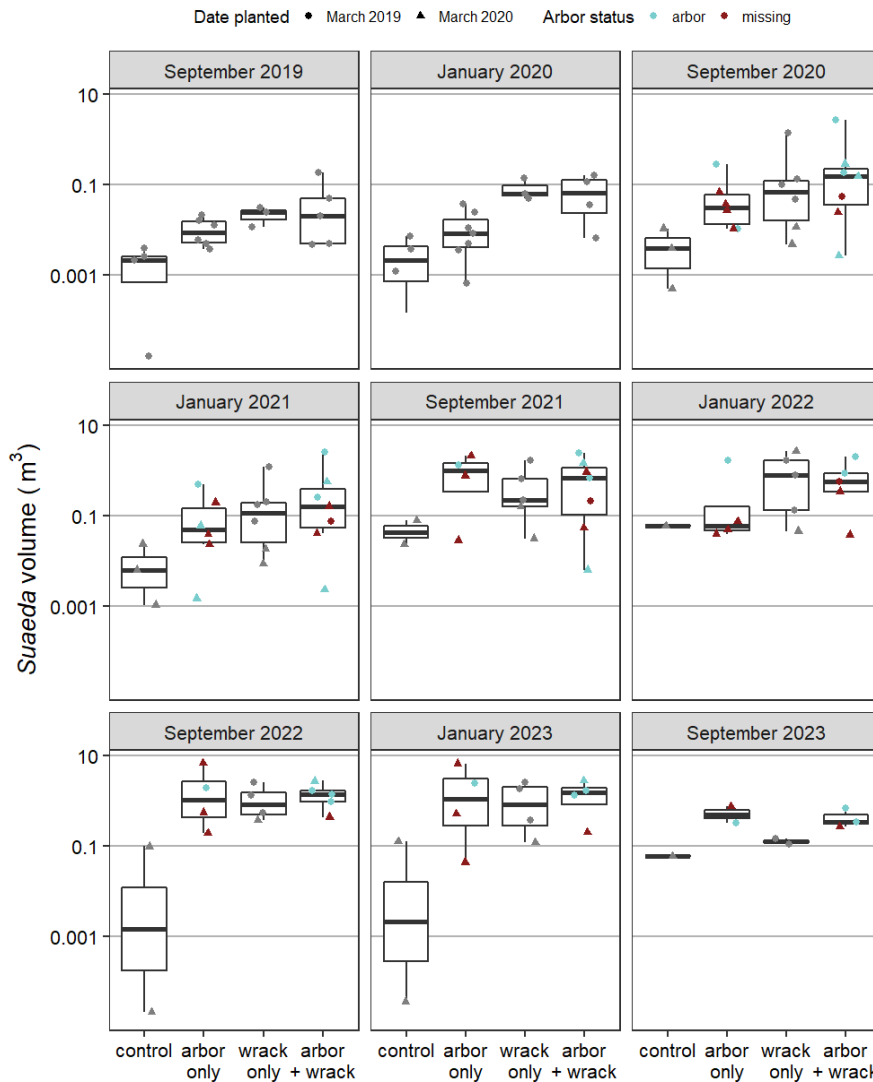 Date planted March 2019 March 2020 Arbor status arbor missing
September 2019 January 2020 September 2020
10
0.1
0.001
January 2021 September 2021 January 2022
10
0.1
0.001
Suaeda volume ( m³)
September 2022 January 2023 September 2023
10
0.1
0.001
control arbor only wrack only arbor + wrack control arbor only wrack only arbor + wrack control arbor only wrack only arbor + wrack